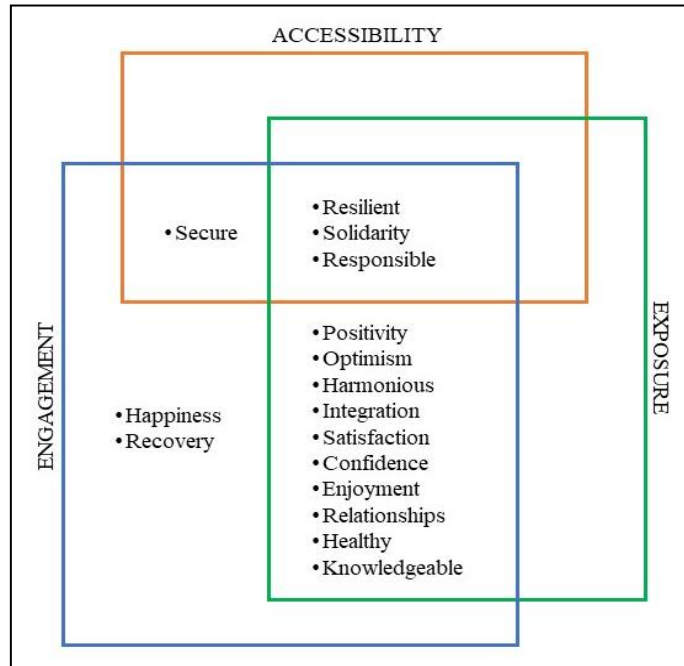 ACCESSIBILITY
• Secure
• Resilient
• Solidarity
• Responsible
ENGAGEMENT
EXPOSURE
• Happiness
• Recovery
• Positivity
• Optimism
• Harmonious
• Integration
• Satisfaction
• Confidence
• Enjoyment
• Relationships
• Healthy
• Knowledgeable